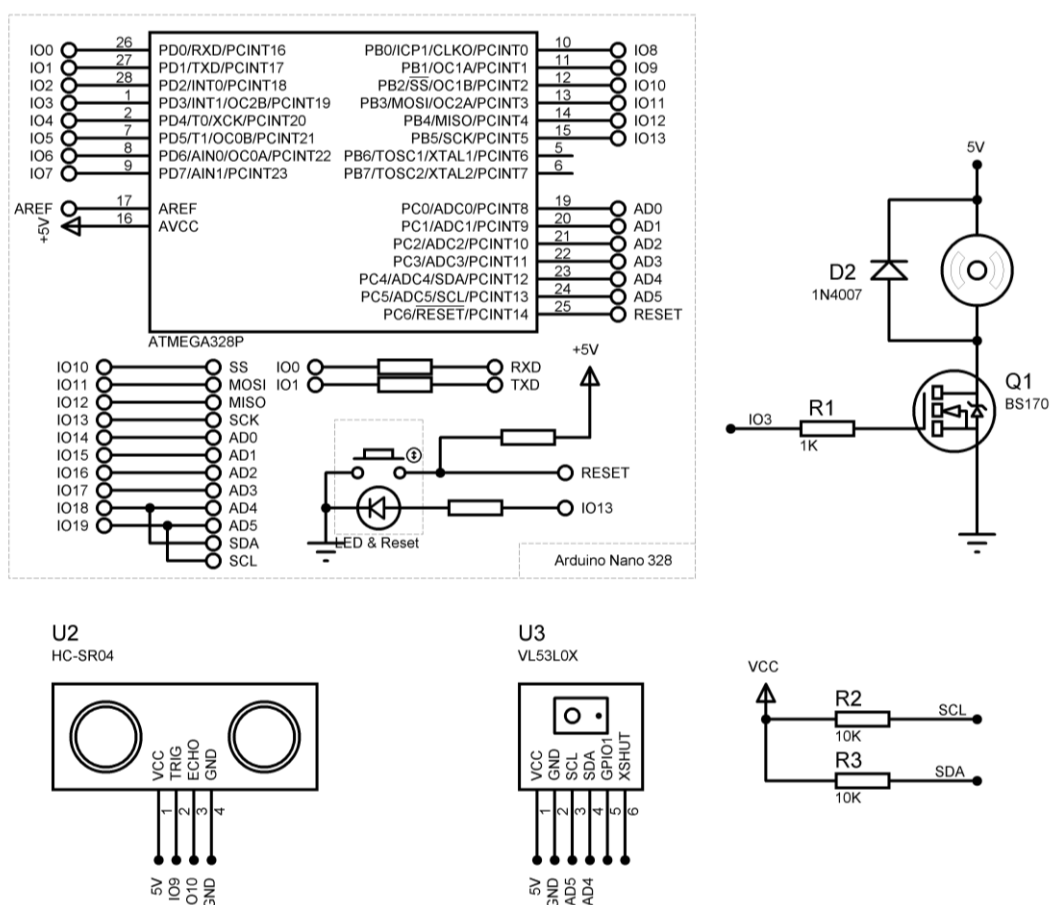 IO0 26 PD0/RXD/PCINT16 PB0/ICP1/CLKO/PCINT0 10 IO8
IO1 27 PD1/TXD/PCINT17 PB1/OC1A/PCINT1 11 IO9
IO2 28 PD2/INT0/PCINT18 PB2/SS/OC1B/PCINT2 12 IO10
IO3 1 PD3/INT1/OC2B/PCINT19 PB3/MOSI/OC2A/PCINT3 13 IO11
IO4 2 PD4/T0/XCK/PCINT20 PB4/MISO/PCINT4 14 IO12
IO5 7 PD5/T1/OC0B/PCINT21 PB5/SCK/PCINT5 15 IO13
IO6 8 PD6/AIN0/OC0A/PCINT22 PB6/TOSC1/XTAL1/PCINT6 5
IO7 9 PD7/AIN1/PCINT23 PB7/TOSC2/XTAL2/PCINT7 6
AREF 17 AREF PC0/ADC0/PCINT8 19 AD0
+5V 16 AVCC PC1/ADC1/PCINT9 20 AD1
PC2/ADC2/PCINT10 21 AD2
PC3/ADC3/PCINT11 22 AD3
PC4/ADC4/SDA/PCINT12 23 AD4
PC5/ADC5/SCL/PCINT13 24 AD5
PC6/RESET/PCINT14 25 RESET
ATMEGA328P
IO10 SS
IO11 MOSI
IO12 MISO
IO13 SCK
IO14 AD0
IO15 AD1
IO16 AD2
IO17 AD3
IO18 AD4
IO19 AD5
SDA
SCL
IO0 RXD
IO1 TXD
+5V
RESET
IO13
LED & Reset
Arduino Nano 328
5V
D2
1N4007
Q1
BS170
IO3
R1
1K
U2
HC-SR04
VCC
TRIG
ECHO
GND
1
2
3
4
5V
IO9
IO10
GND
U3
VL53L0X
VCC
GND
SCL
SDA
GPIO1
XSHUT
1
2
3
4
5
6
5V
GND
AD5
AD4
VCC
R2
10K
SCL
R3
10K
SDA